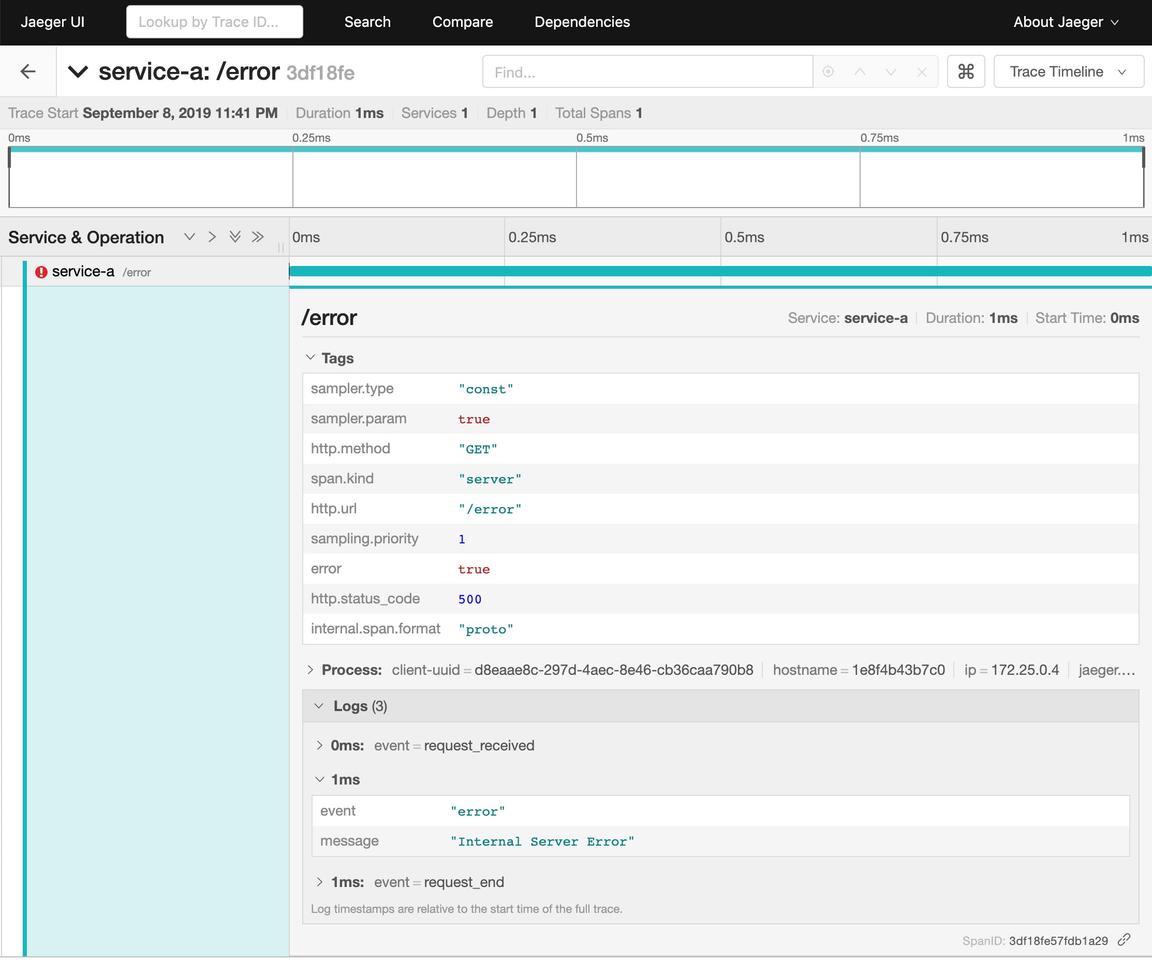 Jaeger UI Lookup by Trace ID... Search Compare Dependencies About Jaeger
service-a: /error 3df18fe Find... ⌘ Trace Timeline
Trace Start September 8, 2019 11:41 PM Duration 1ms Services 1 Depth 1 Total Spans 1
0ms 0.25ms 0.5ms 0.75ms 1ms
Service & Operation 0ms 0.25ms 0.5ms 0.75ms 1ms
service-a /error
/error Service: service-a Duration: 1ms Start Time: 0ms
Tags
sampler.type "const"
sampler.param true
http.method "GET"
span.kind "server"
http.url "/error"
sampling.priority 1
error true
http.status_code 500
internal.span.format "proto"
Process: client-uuid = d8eaae8c-297d-4aec-8e46-cb36caa790b8 hostname = 1e8f4b43b7c0 ip = 172.25.0.4 jaeger.…
Logs (3)
0ms: event = request_received
1ms
event "error"
message "Internal Server Error"
1ms: event = request_end
Log timestamps are relative to the start time of the full trace.
SpanID: 3df18fe57fdb1a29